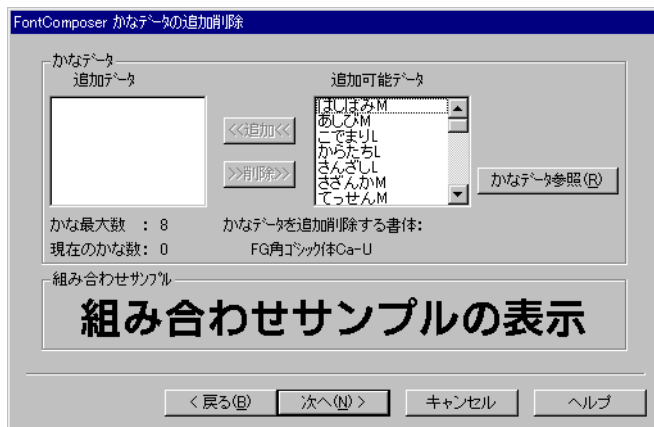 FontComposer かなﾃﾞｰﾀの追加削除
かなﾃﾞｰﾀ
追加ﾃﾞｰﾀ
追加可能ﾃﾞｰﾀ
はしばみM
あしびM
こでまりL
からたちL
さんざしL
さざんかM
てっせんM
<<追加<<
>>削除>>
かなﾃﾞｰﾀ参照(R)
かな最大数 : 8
かなﾃﾞｰﾀを追加削除する書体:
現在のかな数: 0
FG角ｺﾞｼｯｸ体Ca-U
組み合わせｻﾝﾌﾟﾙ
組み合わせサンプルの表示
< 戻る(B)
次へ(N) >
キャンセル
ヘルプ